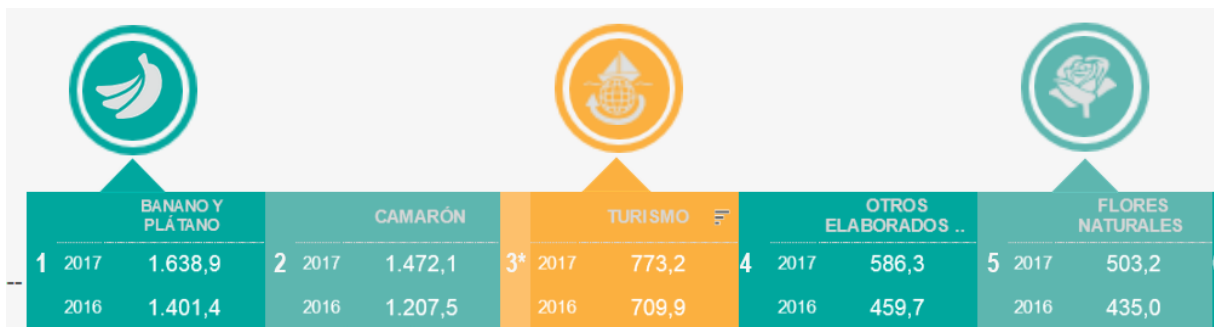 BANANO Y
PLÁTANO
CAMARÓN
TURISMO
OTROS
ELABORADOS ..
FLORES
NATURALES
1 2017 1.638,9 2 2017 1.472,1 3* 2017 773,2 4 2017 586,3 5 2017 503,2
2016 1.401,4 2016 1.207,5 2016 709,9 2016 459,7 2016 435,0